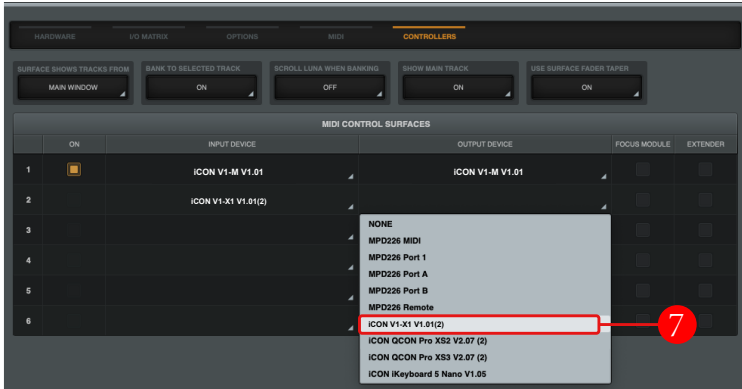 HARDWARE I/O MATRIX OPTIONS MIDI CONTROLLERS
SURFACE SHOWS TRACKS FROM BANK TO SELECTED TRACK SCROLL LUNA WHEN BANKING SHOW MAIN TRACK USE SURFACE FADER TAPER
MAIN WINDOW ON OFF ON ON
MIDI CONTROL SURFACES
ON INPUT DEVICE OUTPUT DEVICE FOCUS MODULE EXTENDER
1 iCON V1-M V1.01 iCON V1-M V1.01
2 iCON V1-X1 V1.01(2)
3
4
5
6
NONE
MPD226 MIDI
MPD226 Port 1
MPD226 Port A
MPD226 Port B
MPD226 Remote
iCON V1-X1 V1.01(2) 7
iCON QCON Pro XS2 V2.07 (2)
iCON QCON Pro XS3 V2.07 (2)
iCON iKeyboard 5 Nano V1.05